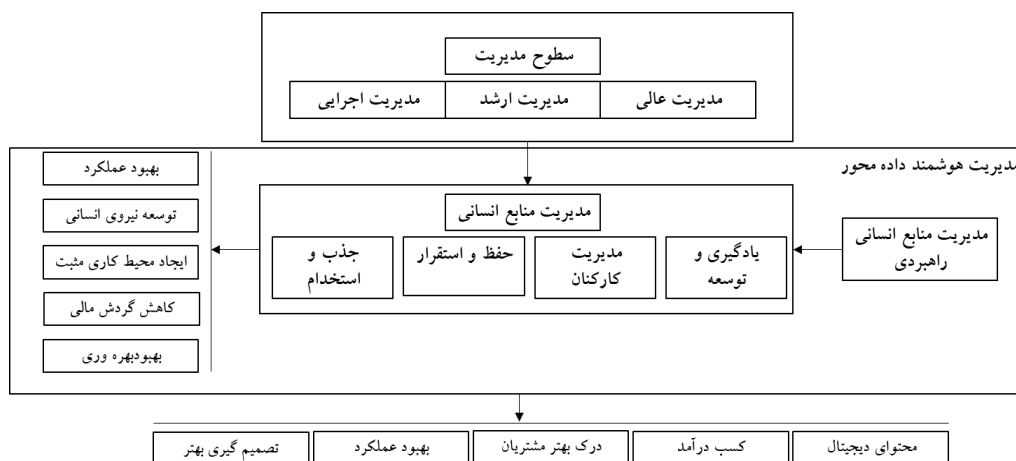 سطوح مدیریت
مدیریت عالی
مدیریت ارشد
مدیریت اجرایی
مدیریت هوشمند داده محور
مدیریت منابع انسانی
راهبردی
مدیریت منابع انسانی
یادگیری و
توسعه
مدیریت
کارکنان
حفظ و استقرار
جذب و
استخدام
بهبود عملکرد
توسعه نیروی انسانی
ایجاد محیط کاری مثبت
کاهش گردش مالی
بهبودبهره وری
محتوای دیجیتال
کسب درآمد
درک بهتر مشتریان
بهبود عملکرد
تصمیم گیری بهتر